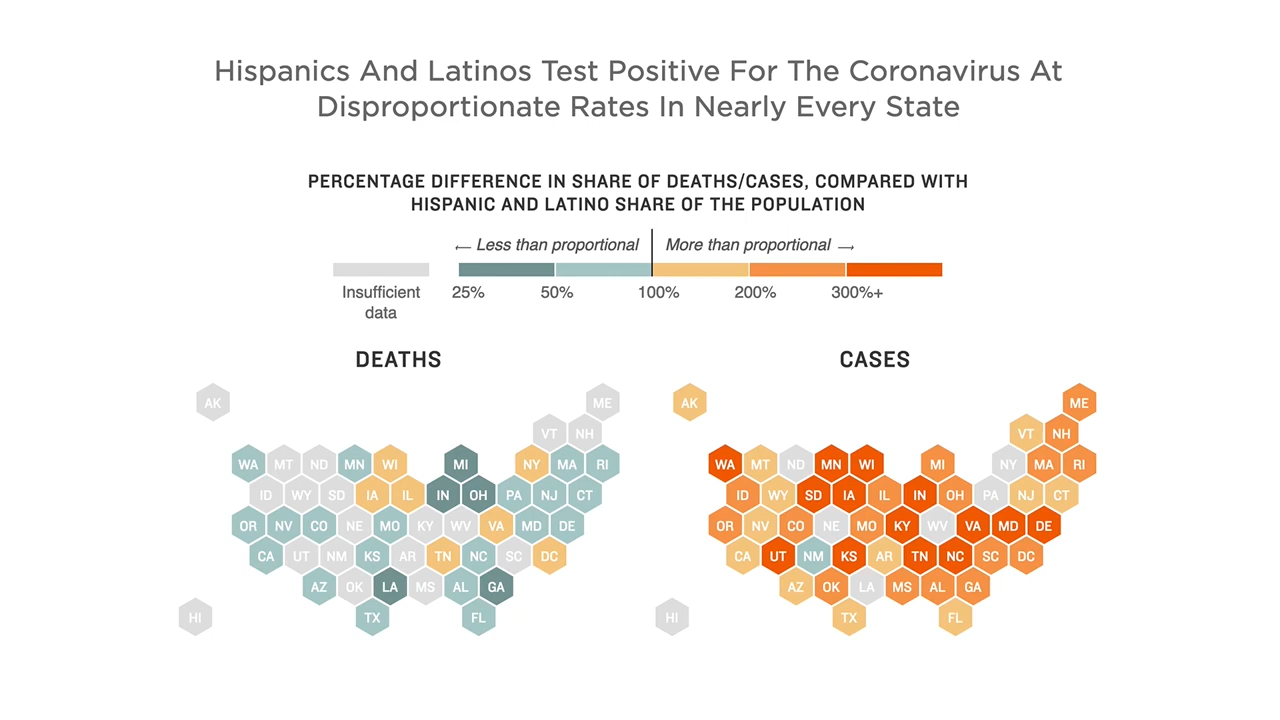 Hispanics And Latinos Test Positive For The Coronavirus At
Disproportionate Rates In Nearly Every State
PERCENTAGE DIFFERENCE IN SHARE OF DEATHS/CASES, COMPARED WITH
HISPANIC AND LATINO SHARE OF THE POPULATION
← Less than proportional More than proportional →
Insufficient
data
25% 50% 100% 200% 300%+
DEATHS
AK ME
VT NH
WA MT ND MN WI MI NY MA RI
ID WY SD IA IL IN OH PA NJ CT
OR NV CO NE MO KY WV VA MD DE
CA UT NM KS AR TN NC SC DC
AZ OK LA MS AL GA
HI TX FL
CASES
AK ME
VT NH
WA MT ND MN WI MI NY MA RI
ID WY SD IA IL IN OH PA NJ CT
OR NV CO NE MO KY WV VA MD DE
CA UT NM KS AR TN NC SC DC
AZ OK LA MS AL GA
HI TX FL